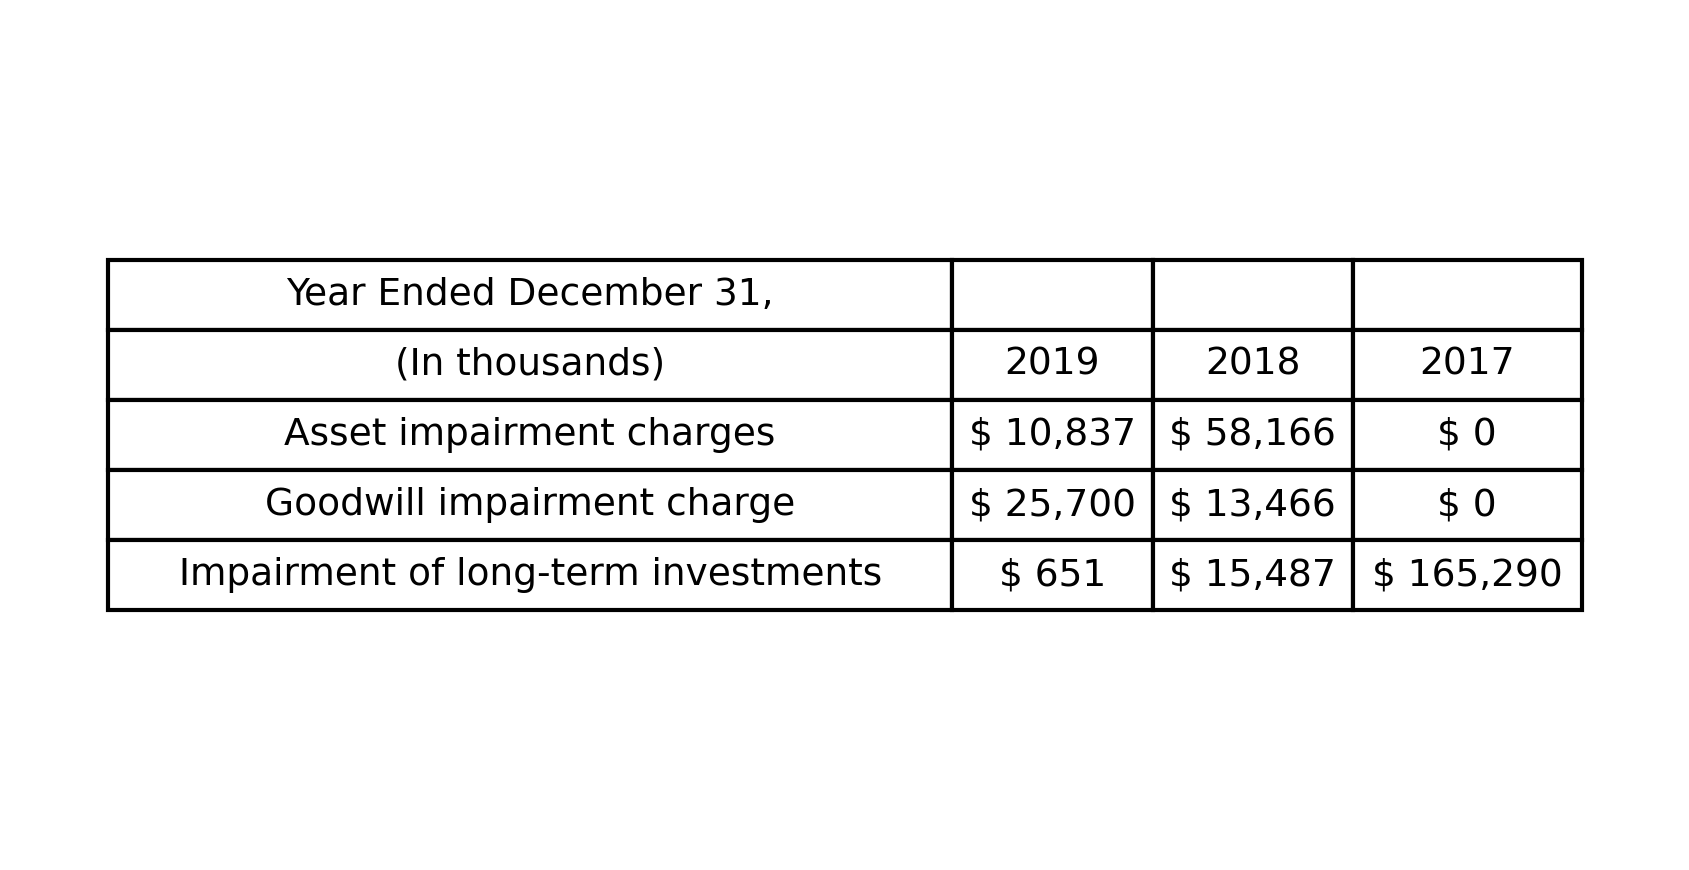 Year Ended December 31,
(In thousands) 2019 2018 2017
Asset impairment charges $ 10,837 $ 58,166 $ 0
Goodwill impairment charge $ 25,700 $ 13,466 $ 0
Impairment of long-term investments $ 651 $ 15,487 $ 165,290